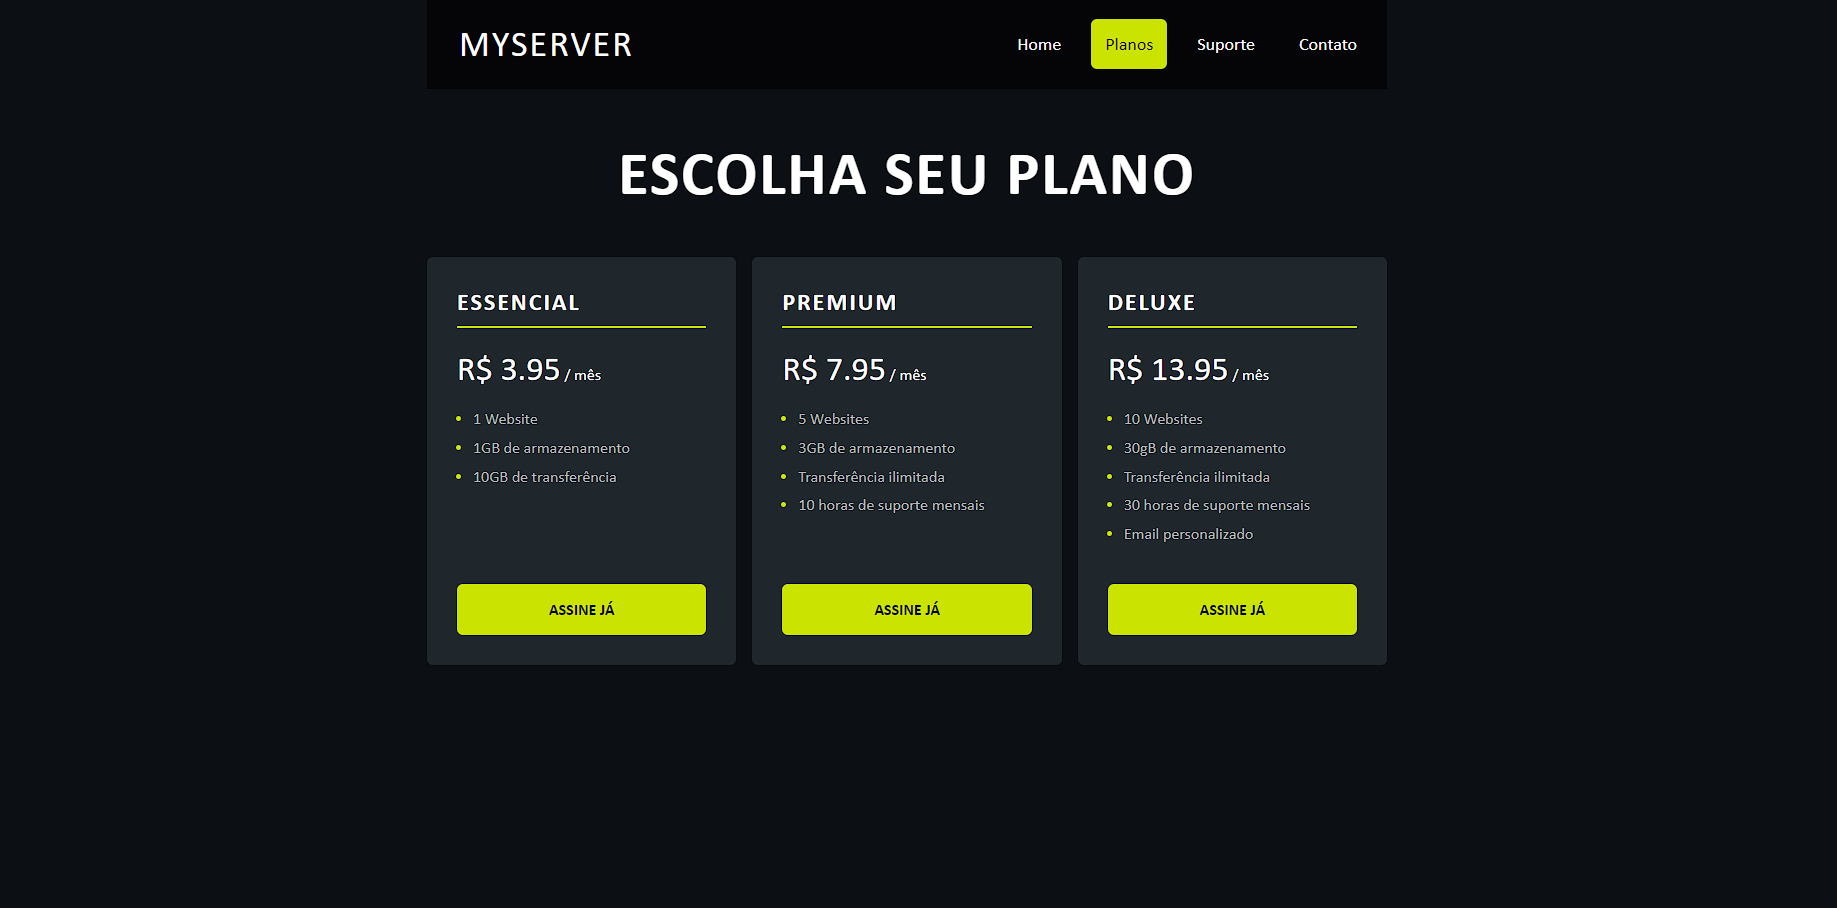 MYSERVER
Home
Planos
Suporte
Contato
ESCOLHA SEU PLANO
ESSENCIAL
R$ 3.95 / mês
1 Website
1GB de armazenamento
10GB de transferência
ASSINE JÁ
PREMIUM
R$ 7.95 / mês
5 Websites
3GB de armazenamento
Transferência ilimitada
10 horas de suporte mensais
ASSINE JÁ
DELUXE
R$ 13.95 / mês
10 Websites
30gB de armazenamento
Transferência ilimitada
30 horas de suporte mensais
Email personalizado
ASSINE JÁ